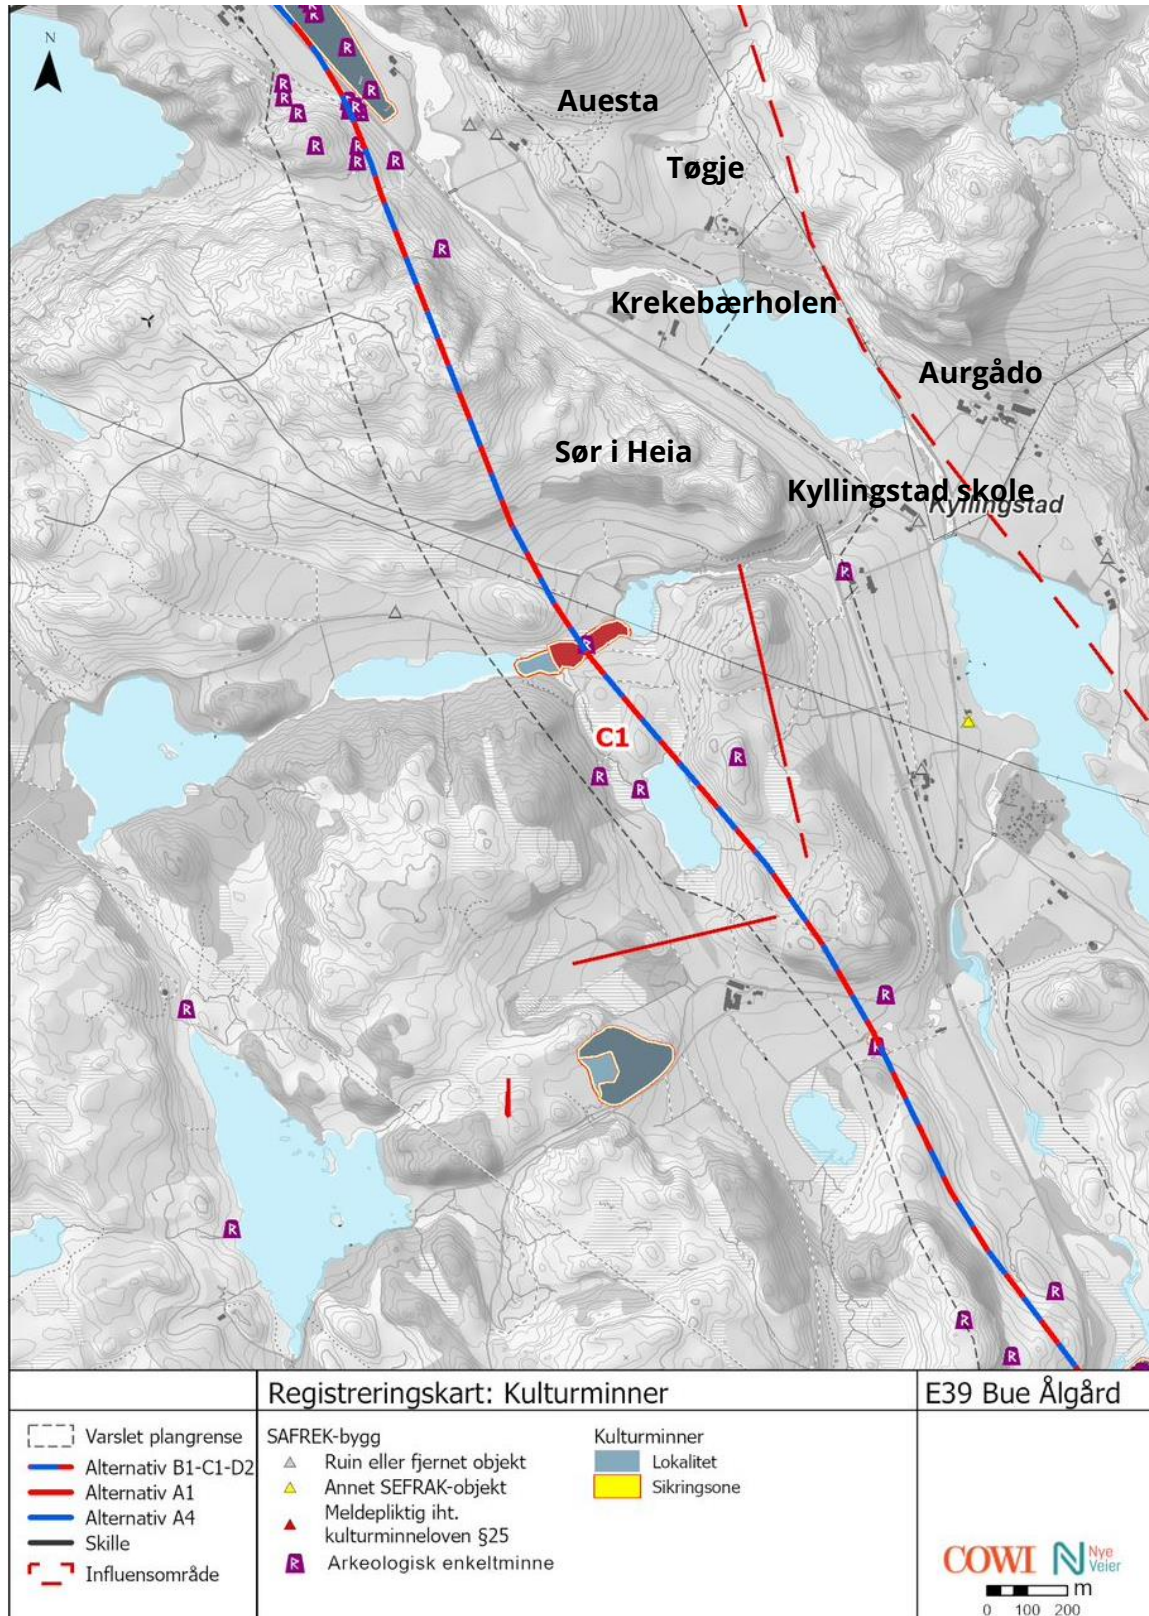 N
Auesta
Tøgje
Krekebærholen
Aurgådo
Sør i Heia
Kyllingstad skole
Kyllingstad
C1
Registreringskart: Kulturminner
E39 Bue Ålgård
Varslet plangrense
Alternativ B1-C1-D2
Alternativ A1
Alternativ A4
Skille
Influensområde
SAFREK-bygg
Ruin eller fjernet objekt
Annet SEFRAK-objekt
Meldepliktig iht.
kulturminneloven §25
Arkeologisk enkeltminne
Kulturminner
Lokalitet
Sikringsone
COWI
Nye
Veier
m
0 100 200